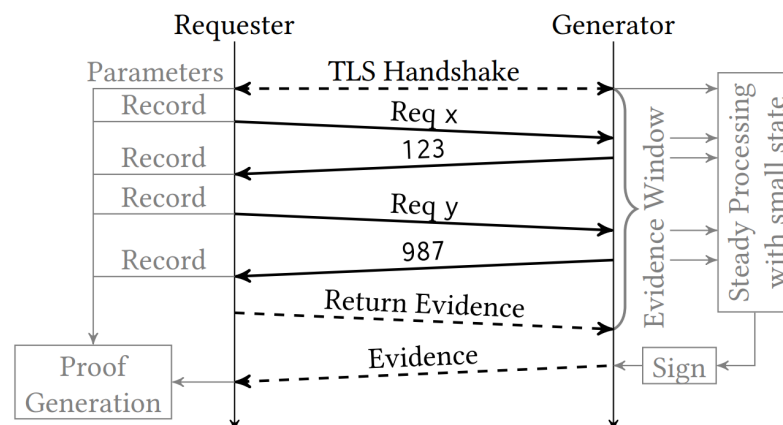 Requester
Generator
Parameters
TLS Handshake
Record
Req x
123
Record
Record
Req y
987
Record
Return Evidence
Evidence
Proof
Generation
Sign
Evidence Window
Steady Processing
with small state